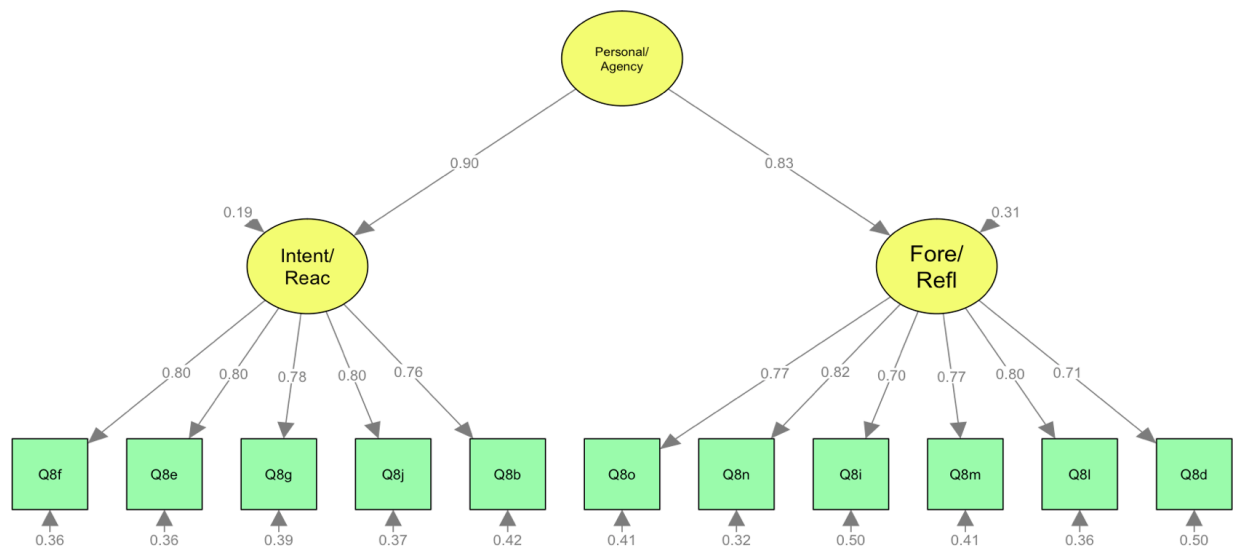 Personal/
Agency
0.90
0.83
0.19
0.31
Intent/
Reac
Fore/
Refl
0.80
0.80
0.78
0.80
0.76
0.77
0.82
0.70
0.77
0.80
0.71
Q8f
Q8e
Q8g
Q8j
Q8b
Q8o
Q8n
Q8i
Q8m
Q8l
Q8d
0.36
0.36
0.39
0.37
0.42
0.41
0.32
0.50
0.41
0.36
0.50